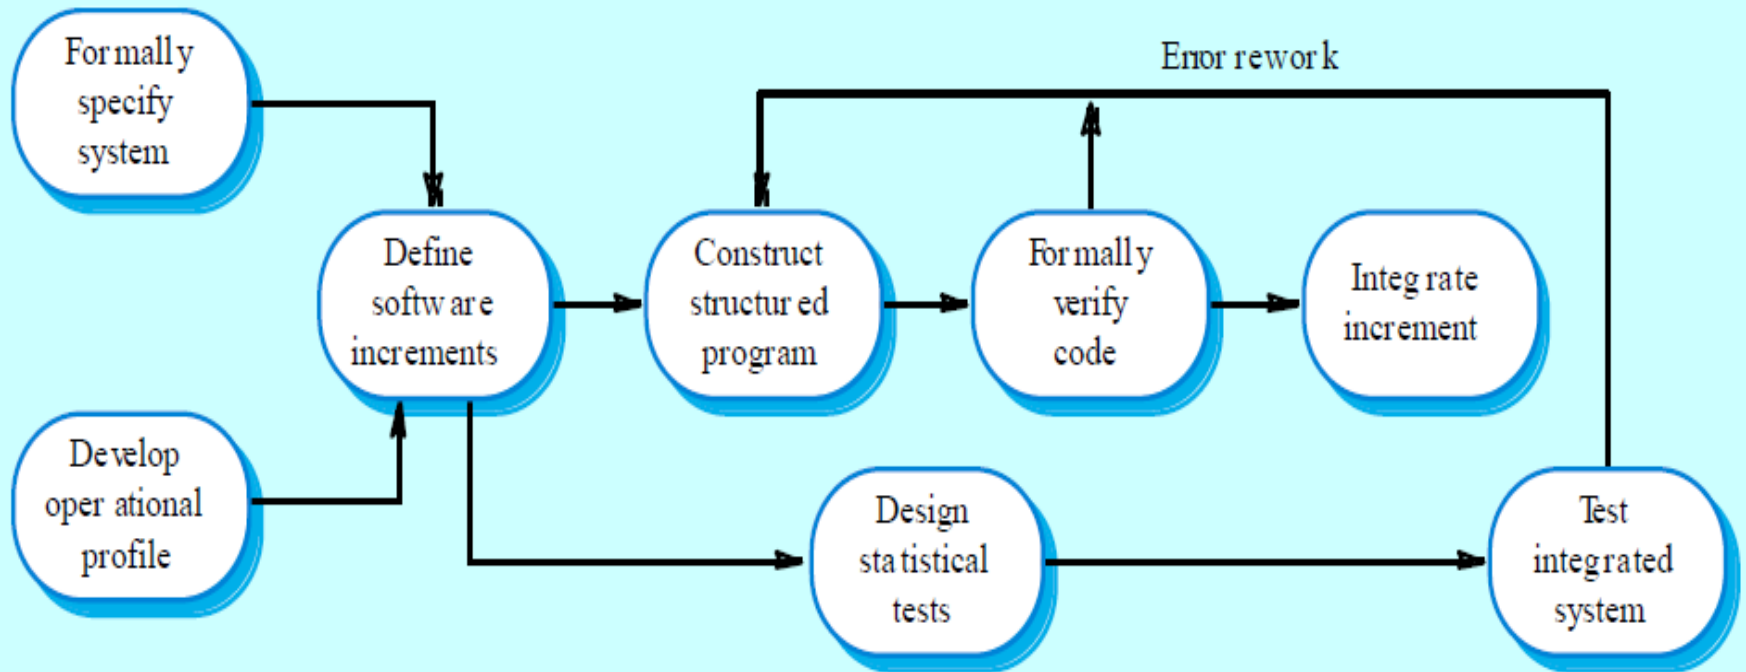 Formally
specify
system
Error rework
Define
software
increments
Construct
structured
program
Formally
verify
code
Integrate
increment
Develop
operational
profile
Design
statistical
tests
Test
integrated
system